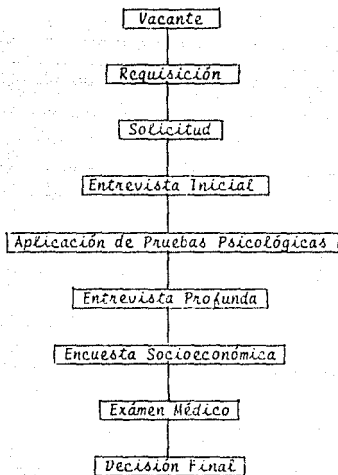 Vacante
Requisición
Solicitud
Entrevista Inicial
Aplicación de Pruebas Psicológicas
Entrevista Profunda
Encuesta Socioeconómica
Exámen Médico
Decisión Final